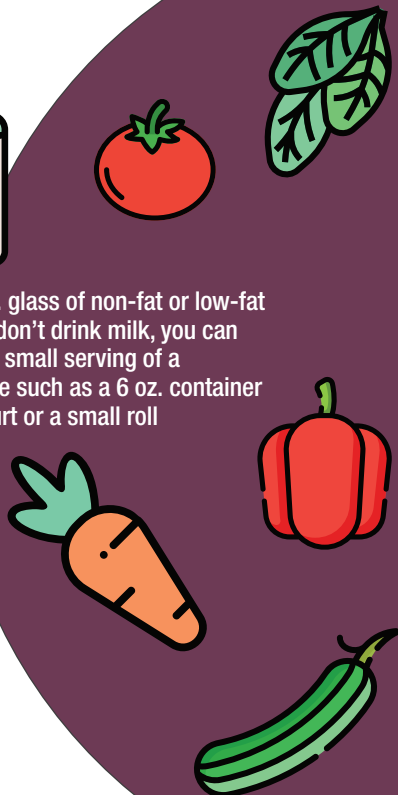 . glass of non-fat or low-fat
don’t drink milk, you can
small serving of a
e such as a 6 oz. container
urt or a small roll